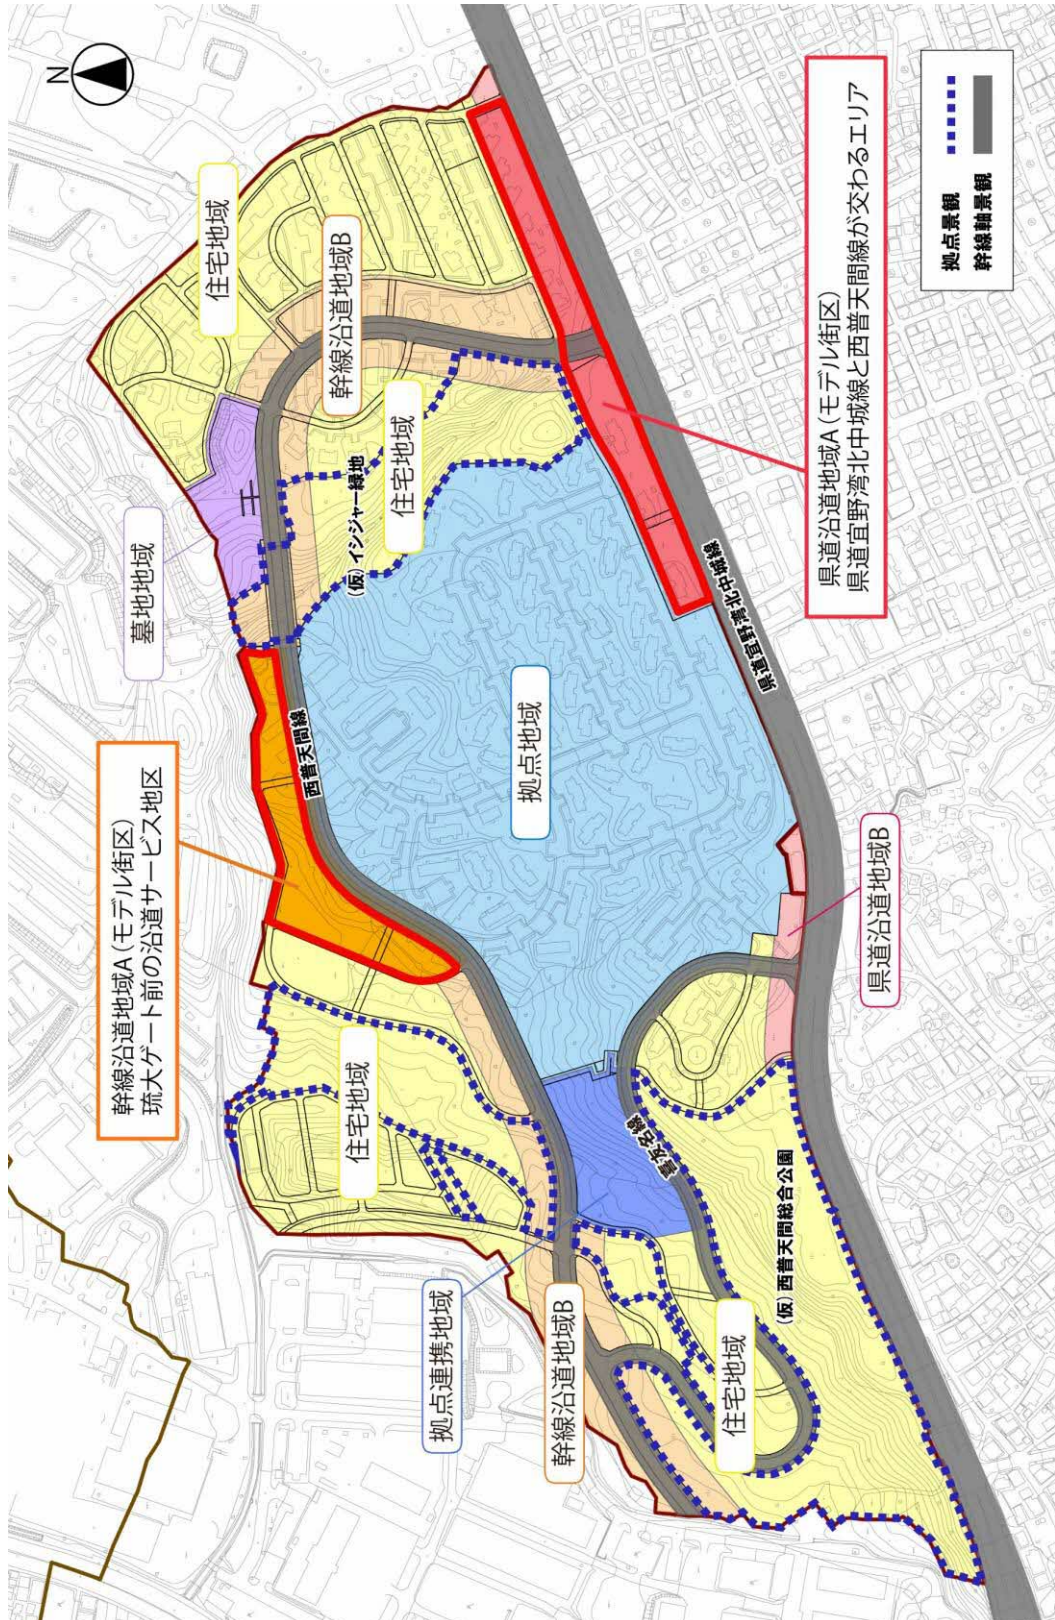 N
幹線沿道地域A(モデル街区)
琉大ゲート前の沿道サービス地区
墓地地域
住宅地域
幹線沿道地域B
住宅地域
(仮)イシジャー緑地
西普天間線
住宅地域
拠点地域
拠点連携地域
幹線沿道地域B
住宅地域
喜友名線
(仮)西普天間総合公園
県道沿道地域B
県道宜野湾北中城線
県道沿道地域A(モデル街区)
県道宜野湾北中城線と西普天間線が交わるエリア
拠点景観
幹線軸景観